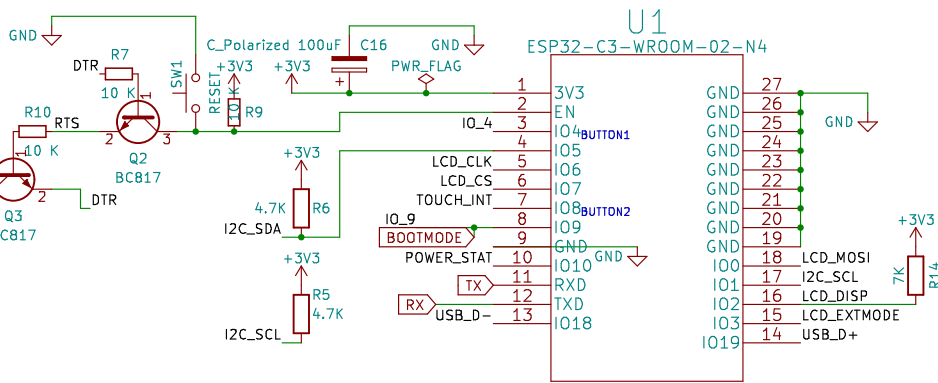 U1
ESP32-C3-WROOM-02-N4
GND
R7
DTR
10 K
1
2
3
Q2
BC817
R10
RTS
10 K
1
2
DTR
Q3
C817
SW1
RESET
+3V3
10 K
R9
C_Polarized 100uF
C16
+3V3
+
GND
PWR_FLAG
+3V3
4.7K
R6
I2C_SDA
+3V3
R5
4.7K
I2C_SCL
1 3V3
2 EN
IO_4 3 IO4 BUTTON1
4 IO5
LCD_CLK 5 IO6
LCD_CS 6 IO7
TOUCH_INT 7 IO8 BUTTON2
IO_9 8 IO9
BOOTMODE
9 GND
GND
POWER_STAT 10 IO10
TX 11 RXD
RX 12 TXD
USB_D- 13 IO18
GND 27
GND 26
GND 25
GND 24
GND 23
GND 22
GND 21
GND 20
GND 19
GND
IO0 18 LCD_MOSI
IO1 17 I2C_SCL
IO2 16 LCD_DISP
IO3 15 LCD_EXTMODE
IO19 14 USB_D+
+3V3
7K
R14